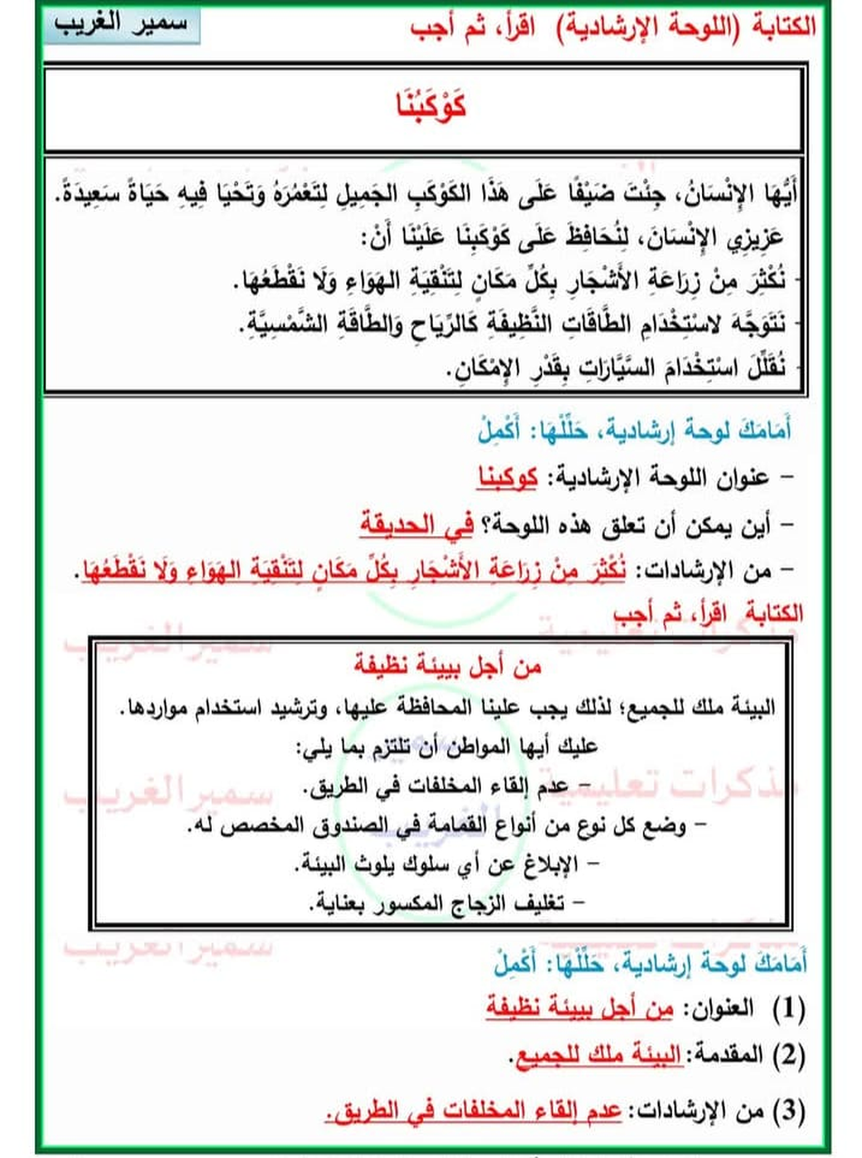 الكتابة (اللوحة الإرشادية) اقرأ، ثم أجب
سمير الغريب
كَوْكَبُنَا
أَيُّهَا الإِنْسَانُ، جِئْتَ ضَيْفًا عَلَى هَذَا الكَوْكَبِ الجَمِيلِ لِتَعْمُرَهُ وَتَحْيَا فِيهِ حَيَاةً سَعِيدَةً.
عَزِيزِي الإِنْسَانَ، لِنُحَافِظَ عَلَى كَوْكَبِنَا عَلَيْنَا أَنْ:
- نُكْثِرَ مِنْ زِرَاعَةِ الأَشْجَارِ بِكُلِّ مَكَانٍ لِتَنْقِيَةِ الهَوَاءِ وَلَا نَقْطَعُهَا.
- نَتَوَجَّهَ لاسْتِخْدَامِ الطَّاقَاتِ النَّظِيفَةِ كَالرِّيَاحِ وَالطَّاقَةِ الشَّمْسِيَّةِ.
- نُقَلِّلَ اسْتِخْدَامَ السَّيَّارَاتِ بِقَدْرِ الإِمْكَانِ.
أَمَامَكَ لوحة إرشادية، حَلِّلْهَا: أَكْمِلْ
– عنوان اللوحة الإرشادية: كوكبنا
– أين يمكن أن تعلق هذه اللوحة؟ في الحديقة
– من الإرشادات: نُكْثِرَ مِنْ زِرَاعَةِ الأَشْجَارِ بِكُلِّ مَكَانٍ لِتَنْقِيَةِ الهَوَاءِ وَلَا نَقْطَعُهَا.
الكتابة اقرأ، ثم أجب
من أجل بييئة نظيفة
البيئة ملك للجميع؛ لذلك يجب علينا المحافظة عليها، وترشيد استخدام مواردها.
عليك أيها المواطن أن تلتزم بما يلي:
– عدم إلقاء المخلفات في الطريق.
– وضع كل نوع من أنواع القمامة في الصندوق المخصص له.
– الإبلاغ عن أي سلوك يلوث البيئة.
– تغليف الزجاج المكسور بعناية.
مذكرات تعليمية سمير الغريب
أَمَامَكَ لوحة إرشادية، حَلِّلْهَا: أَكْمِلْ
(1) العنوان: من أجل بييئة نظيفة
(2) المقدمة: البيئة ملك للجميع.
(3) من الإرشادات: عدم إلقاء المخلفات في الطريق.